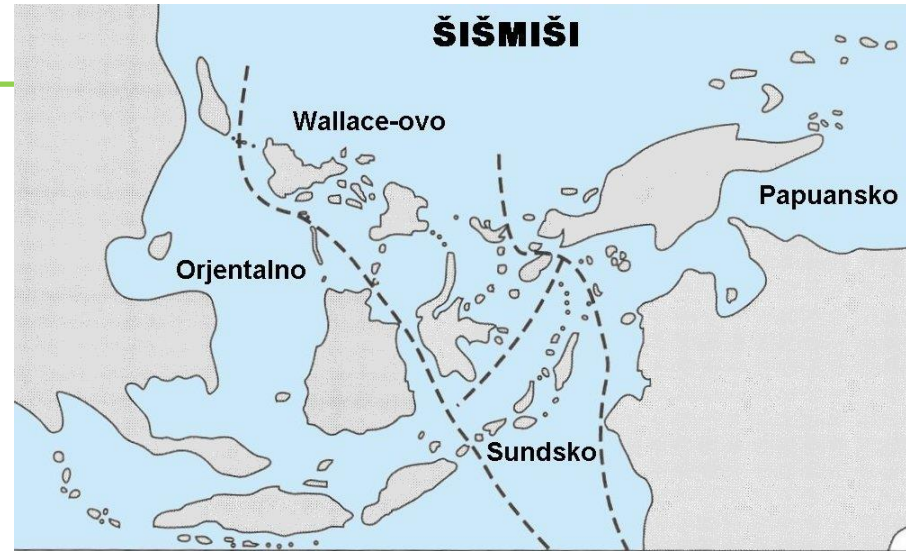 ŠIŠMIŠI
Wallace-ovo
Papuansko
Orjentalno
Sundsko